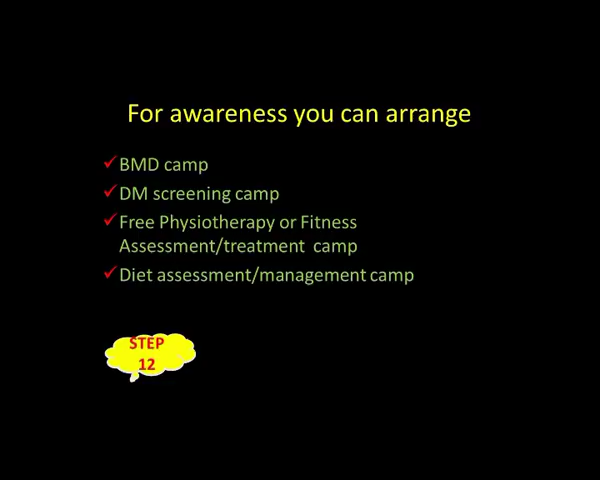 For awareness you can arrange
✓BMD camp
✓DM screening camp
✓Free Physiotherapy or Fitness
Assessment/treatment camp
✓Diet assessment/management camp
STEP
12